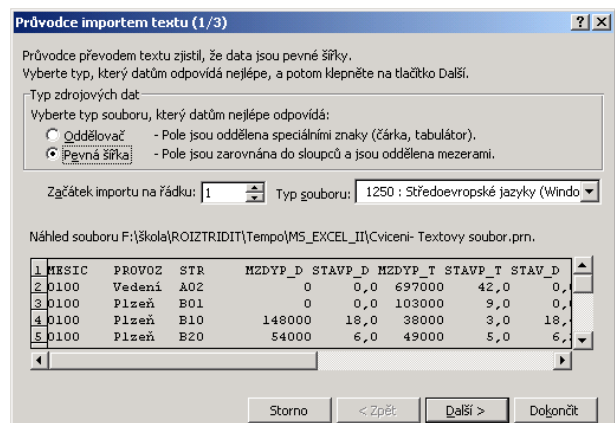 Průvodce importem textu (1/3)
Průvodce převodem textu zjistil, že data jsou pevné šířky.
Vyberte typ, který datům odpovídá nejlépe, a potom klepněte na tlačítko Další.
Typ zdrojových dat
Vyberte typ souboru, který datům nejlépe odpovídá:
Oddělovač - Pole jsou oddělena speciálními znaky (čárka, tabulátor).
Pevná šířka - Pole jsou zarovnána do sloupců a jsou oddělena mezerami.
Začátek importu na řádku: 1 Typ souboru: 1250 : Středoevropské jazyky (Windo
Náhled souboru F:\škola\ROIZTRIDIT\Tempo\MS_EXCEL_II\Cviceni- Textovy soubor.prn.
1 MESIC PROVOZ STR MZDYP_D STAVP_D MZDYP_T STAVP_T STAV_D
2 0100 Vedení A02 0 0,0 697000 42,0 0,
3 0100 Plzeň B01 0 0,0 103000 9,0 0,
4 0100 Plzeň B10 148000 18,0 38000 3,0 18,
5 0100 Plzeň B20 54000 6,0 49000 5,0 6,
Storno < Zpět Další > Dokončit